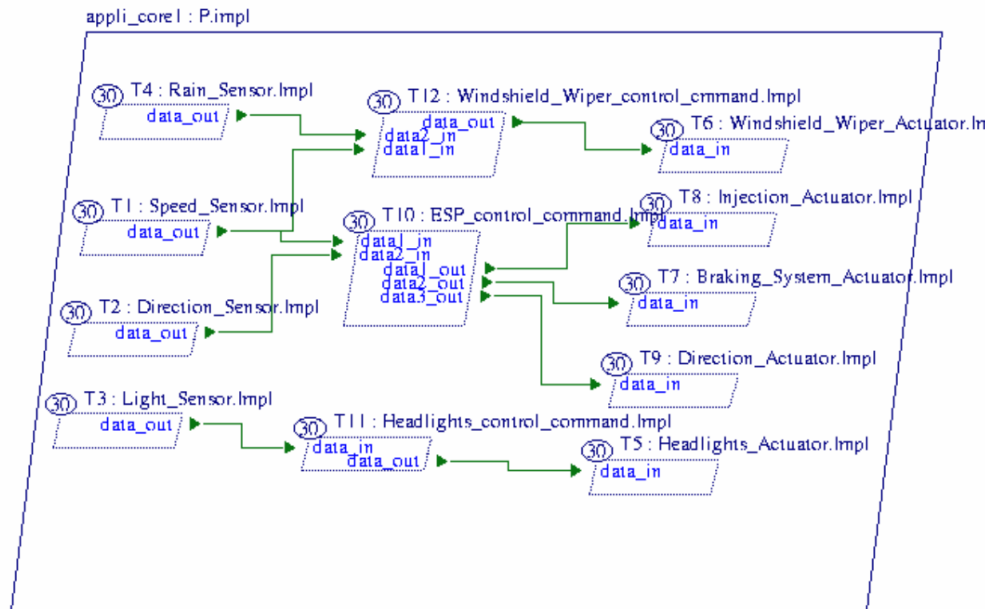 appli_core1 : P.impl
30 T4 : Rain_Sensor.Impl
data_out
30 T12 : Windshield_Wiper_control_cmmand.Impl
data_out
data2_in
data1_in
30 T6 : Windshield_Wiper_Actuator.Im
data_in
30 T1 : Speed_Sensor.Impl
data_out
30 T10 : ESP_control_command.Impl
data1_in
data2_in
data1_out
data2_out
data3_out
30 T8 : Injection_Actuator.Impl
data_in
30 T7 : Braking_System_Actuator.Impl
data_in
30 T2 : Direction_Sensor.Impl
data_out
30 T9 : Direction_Actuator.Impl
data_in
30 T3 : Light_Sensor.Impl
data_out
30 T11 : Headlights_control_command.Impl
data_in
data_out
30 T5 : Headlights_Actuator.Impl
data_in